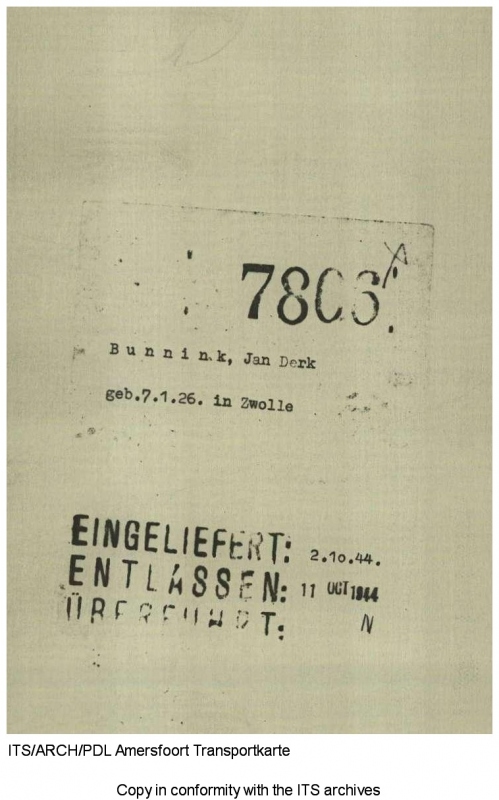 7806
Bunnink, Jan Derk
geb.7.1.26. in Zwolle
EINGELIEFERT: 2.10.44.
ENTLASSEN: 11 OCT 1944
ÜBERFÜHRT: N
ITS/ARCH/PDL Amersfoort Transportkarte
Copy in conformity with the ITS archives